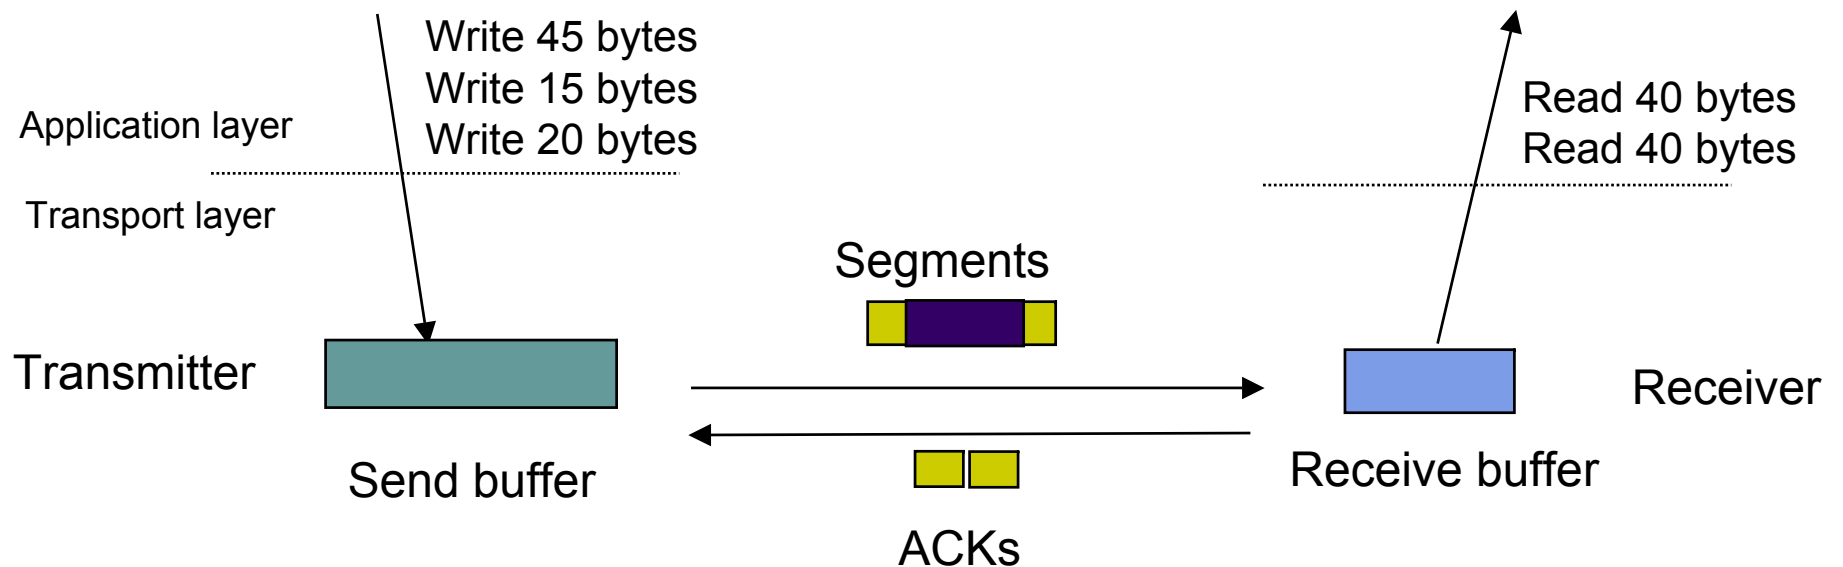 Write 45 bytes
Write 15 bytes
Write 20 bytes
Application layer
Read 40 bytes
Read 40 bytes
Transport layer
Segments
Transmitter
Receiver
Send buffer
Receive buffer
ACKs